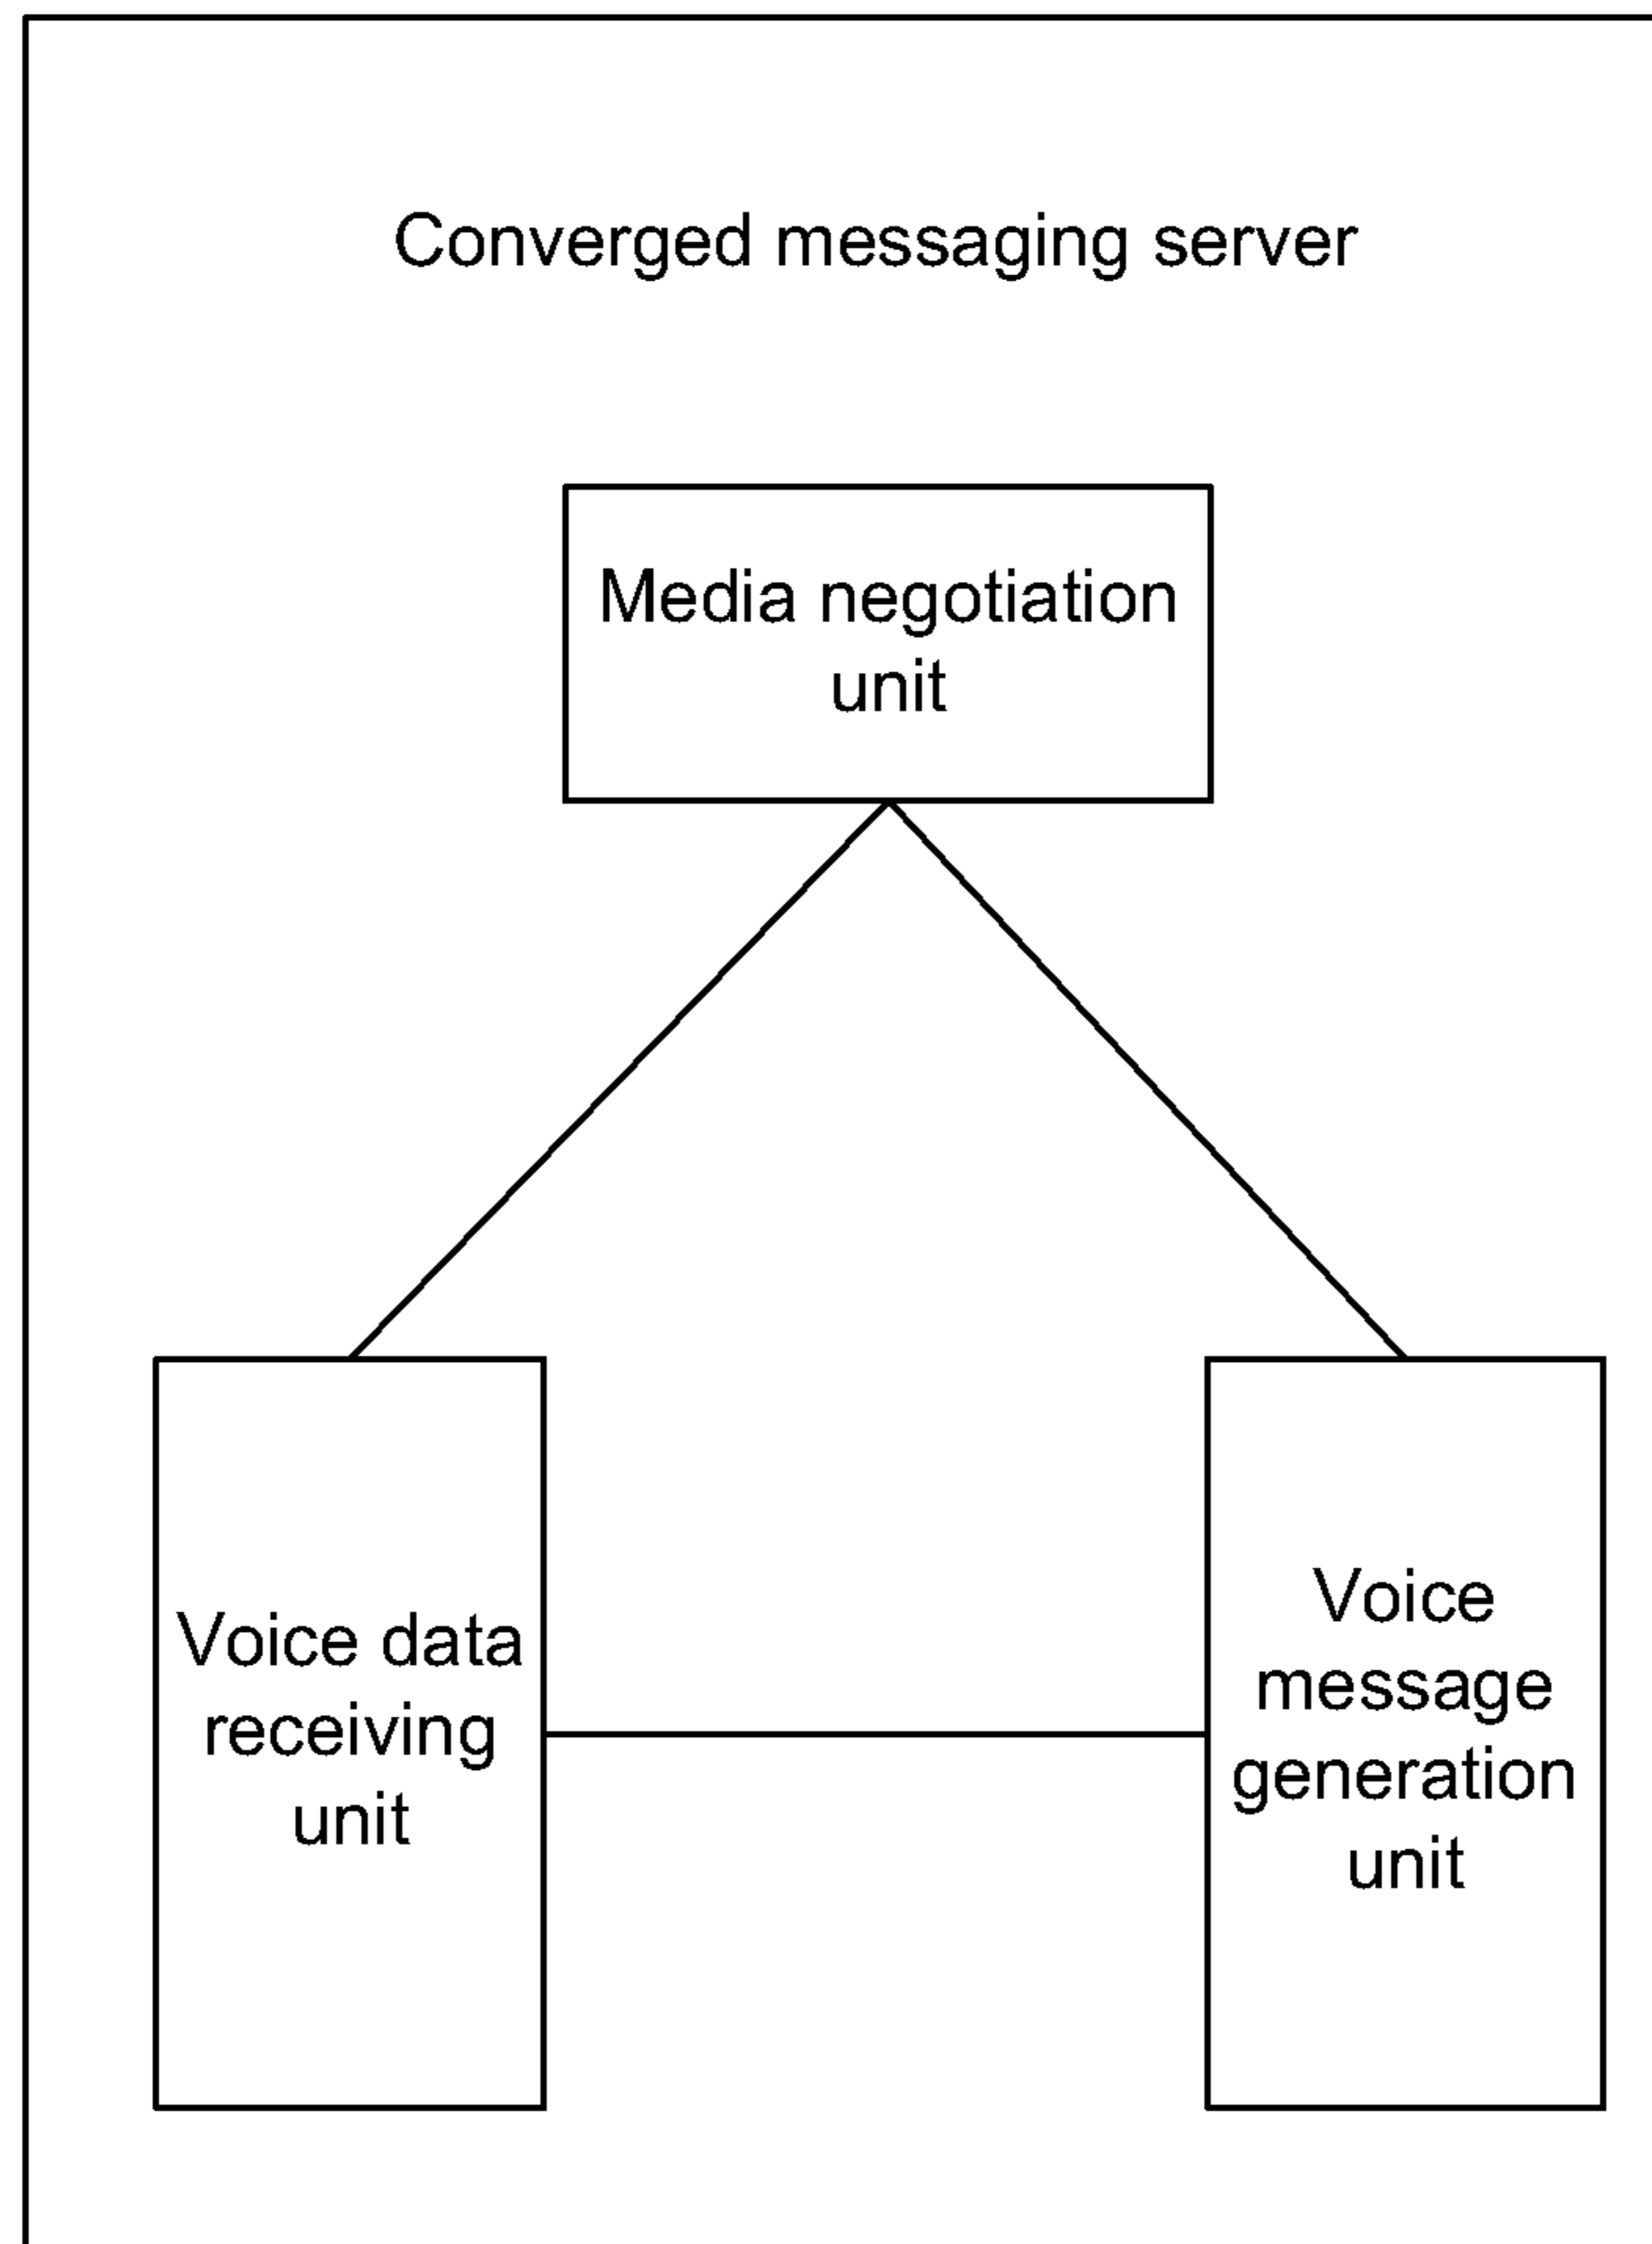 Converged messaging server
Media negotiation
unit
Voice data
receiving
unit
Voice
message
generation
unit